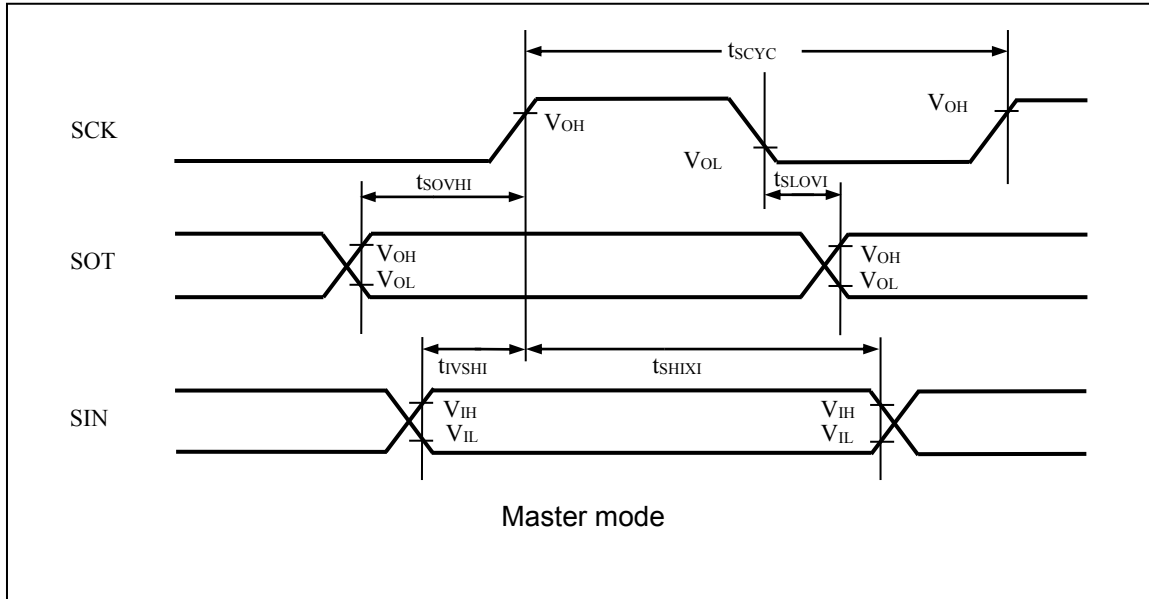 tSCYC
SCK
VOH
VOL
VOH
tSOVHI
tSLOVI
SOT
VOH
VOL
VOH
VOL
tIVSHI
tSHIXI
SIN
VIH
VIL
VIH
VIL
Master mode